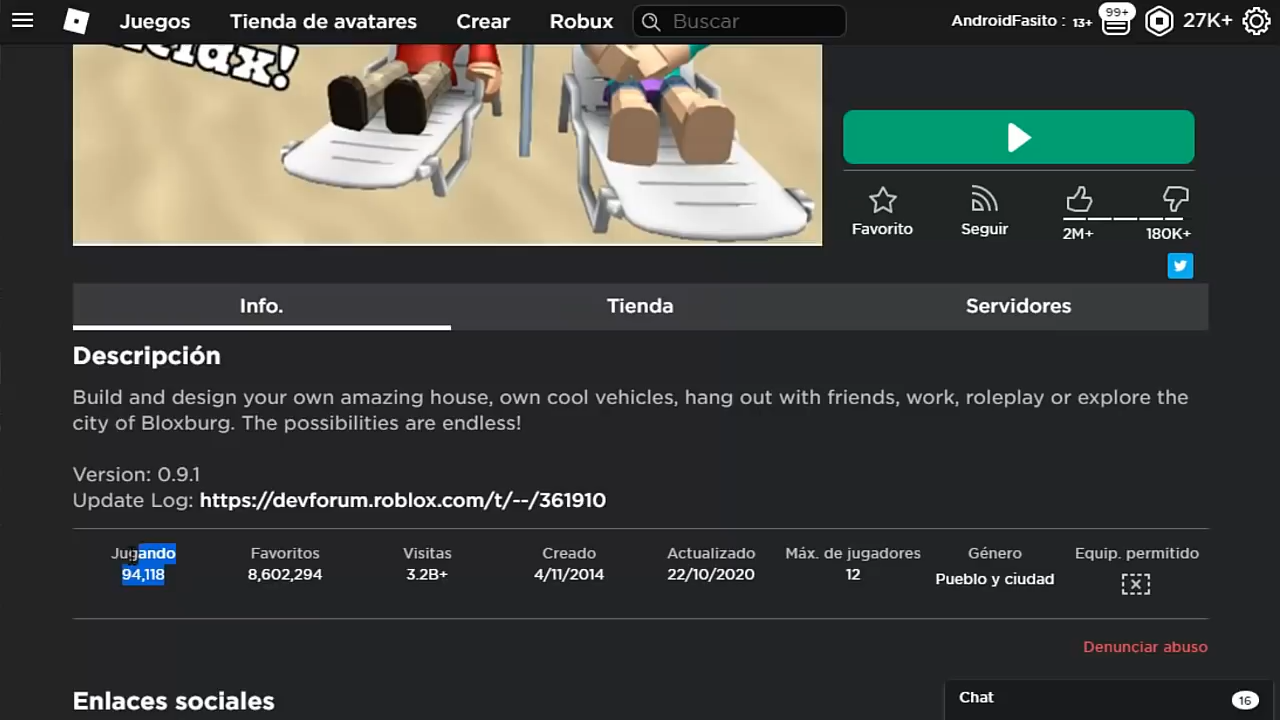 Juegos Tienda de avatares Crear Robux Buscar AndroidFasito : 13+ 99+ 27K+
Favorito Seguir 2M+ 180K+
Info. Tienda Servidores
Descripción
Build and design your own amazing house, own cool vehicles, hang out with friends, work, roleplay or explore the
city of Bloxburg. The possibilities are endless!
Version: 0.9.1
Update Log: https://devforum.roblox.com/t/--/361910
Jugando Favoritos Visitas Creado Actualizado Máx. de jugadores Género Equip. permitido
94,118 8,602,294 3.2B+ 4/11/2014 22/10/2020 12 Pueblo y ciudad
Denunciar abuso
Enlaces sociales
Chat 16